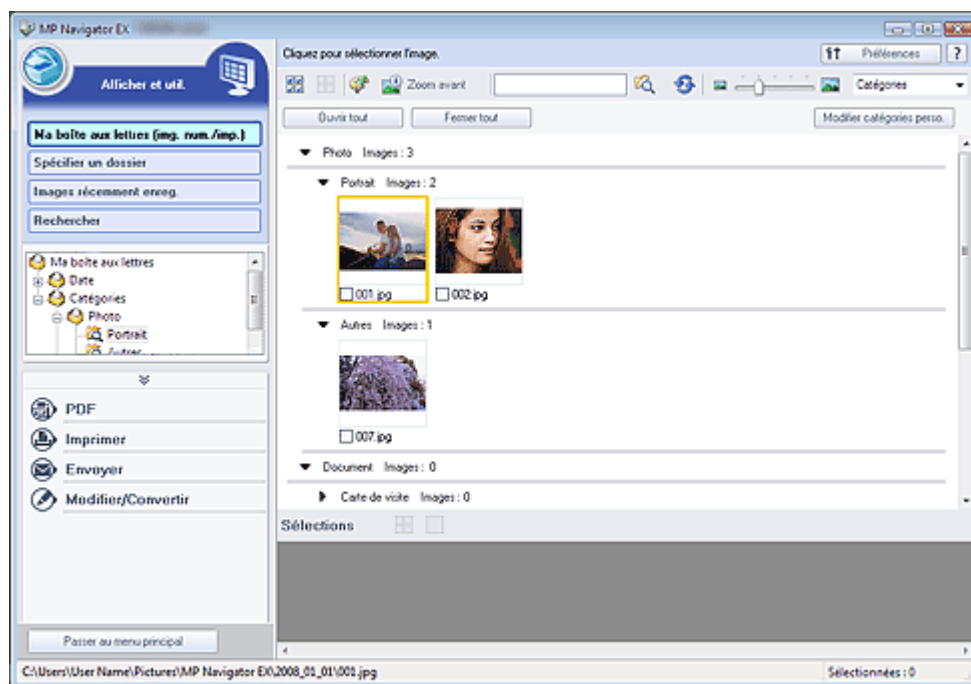 MP Navigator EX
Afficher et util.
Ma boîte aux lettres (img. num./imp.)
Spécifier un dossier
Images récemment enreg.
Rechercher
Ma boîte aux lettres
Date
Catégories
Photo
Portrait
Autres
PDF
Imprimer
Envoyer
Modifier/Convertir
Passer au menu principal
Cliquez pour sélectionner l'image.
Préférences
?
Zoom avant
Catégories
Ouvrir tout
Fermer tout
Modifier catégories perso.
Photo Images : 3
Portrait Images : 2
001.jpg
002.jpg
Autres Images : 1
007.jpg
Document Images : 0
Carte de visite Images : 0
Sélections
C:\Users\User Name\Pictures\MP Navigator EX\2008_01_01\001.jpg
Sélectionnées : 0